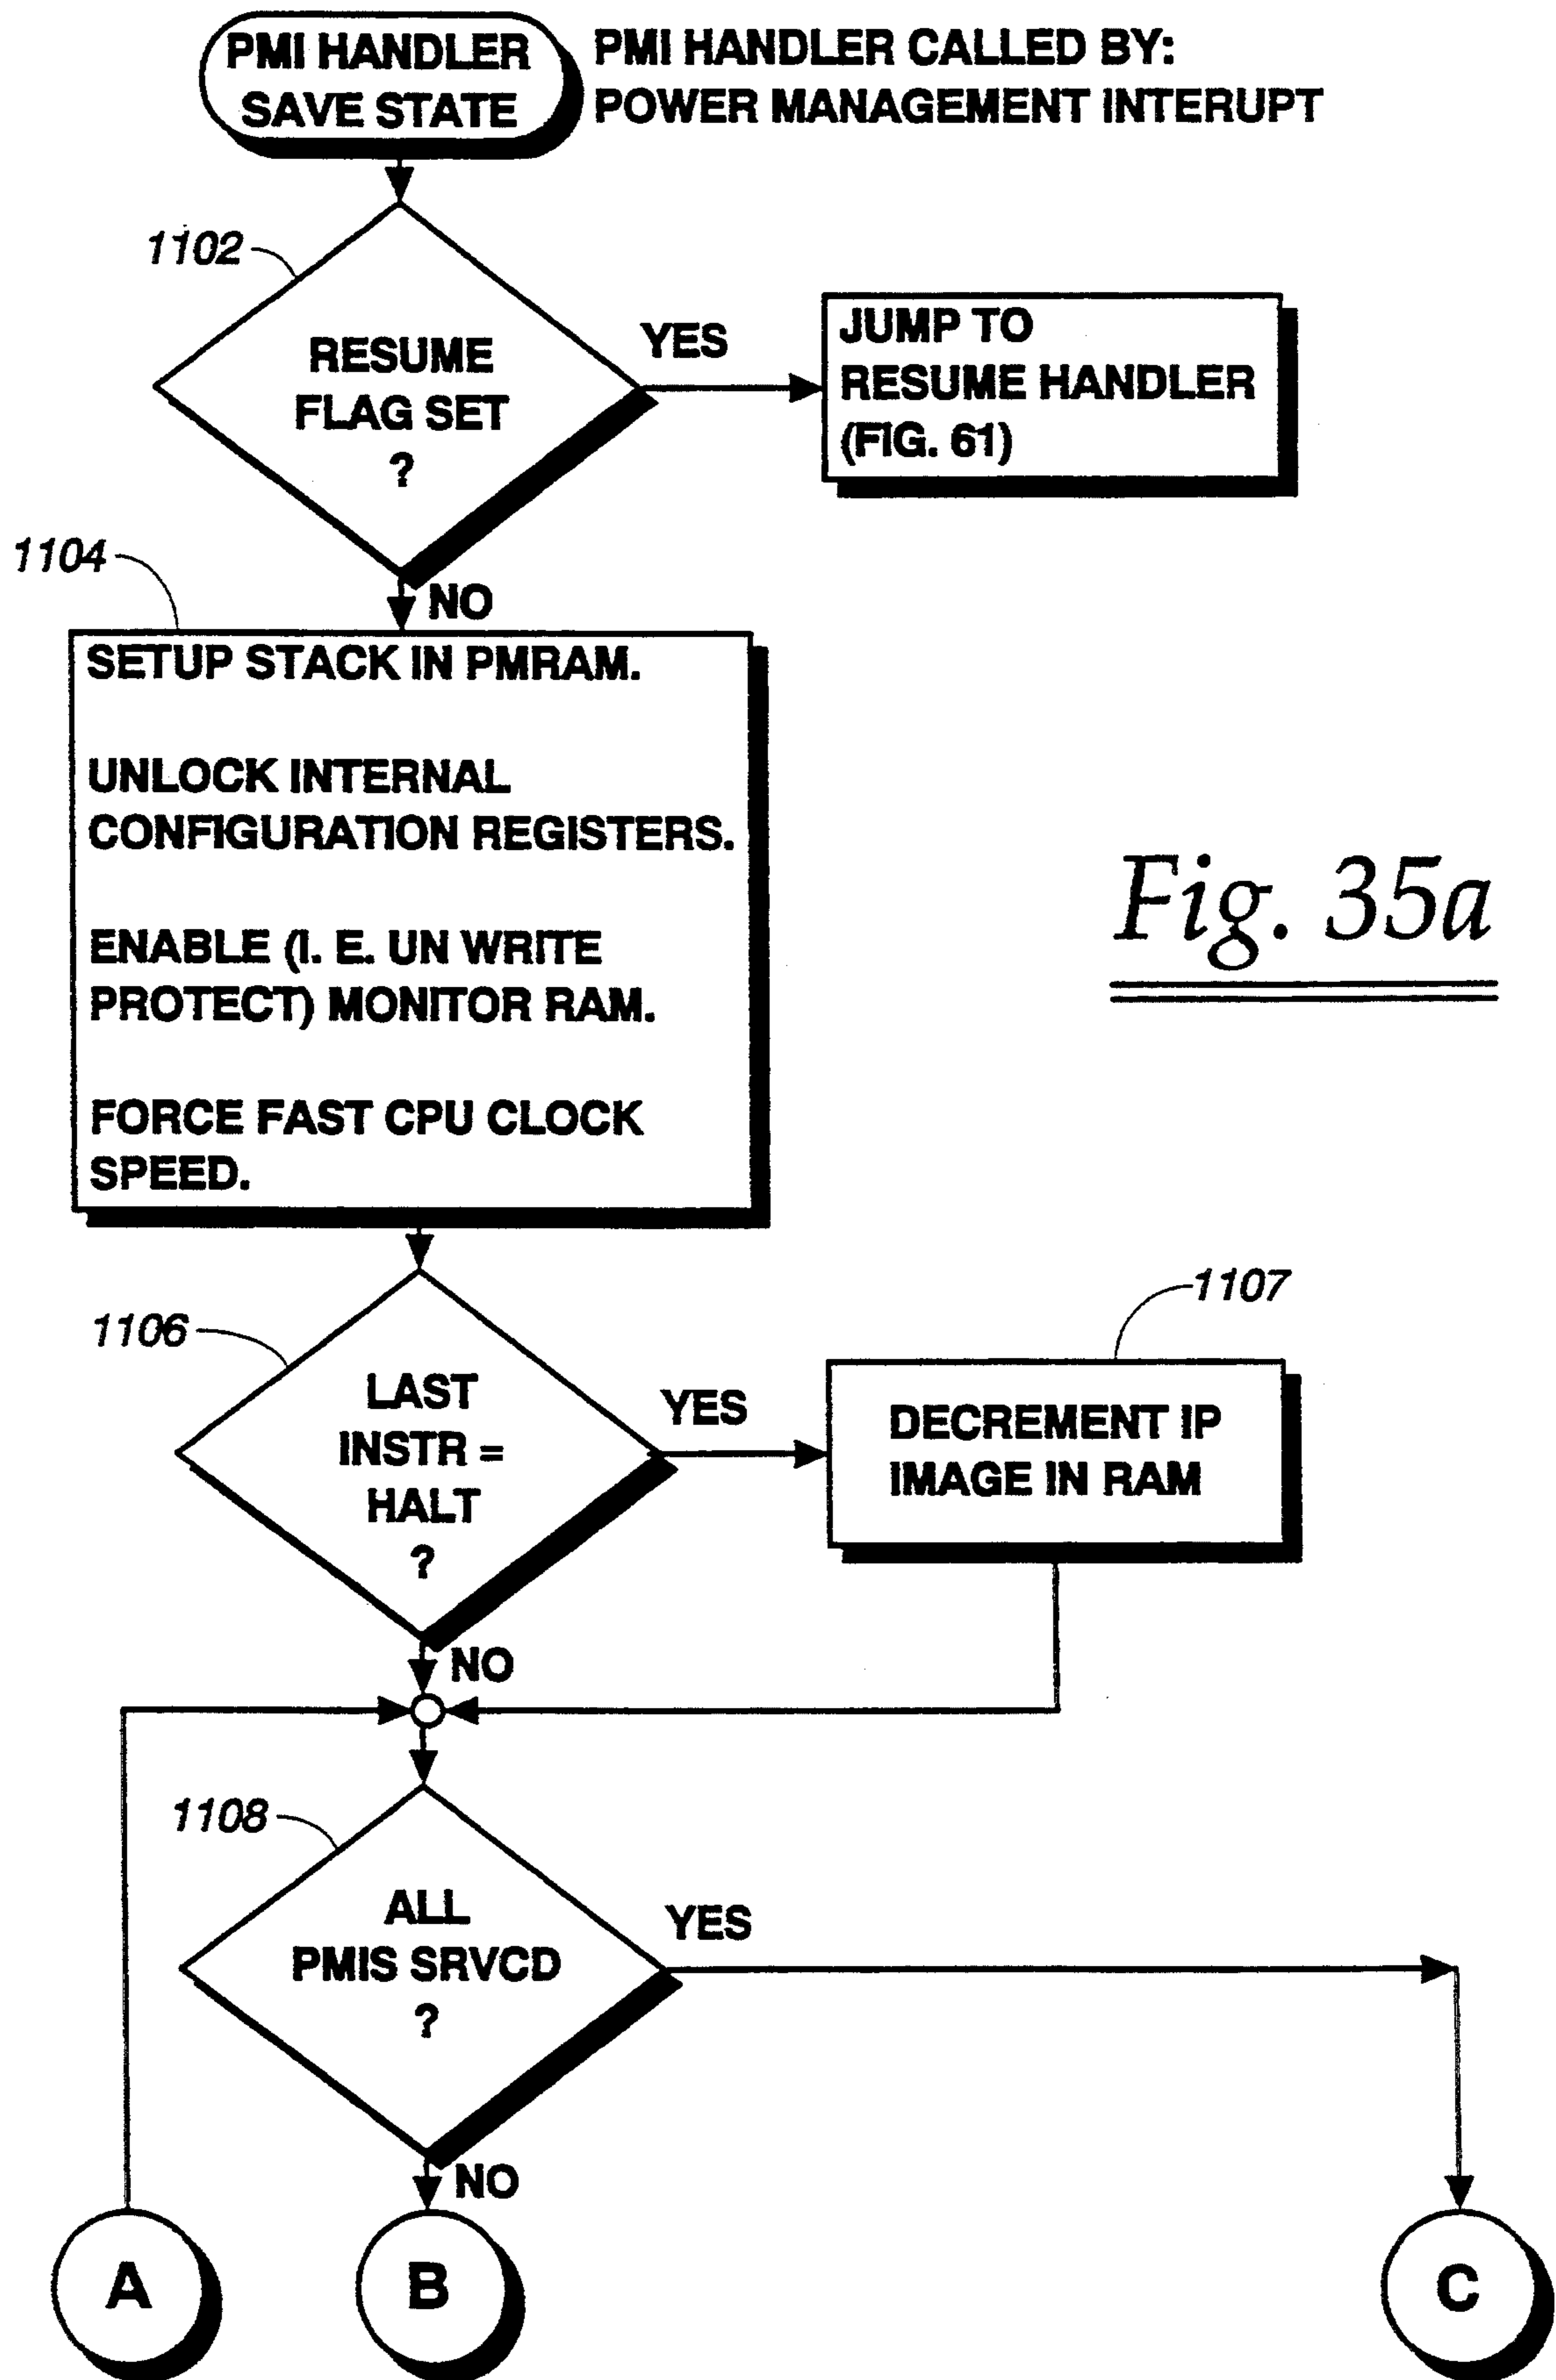 PMI HANDLER
SAVE STATE
PMI HANDLER CALLED BY:
POWER MANAGEMENT INTERUPT
1102
RESUME
FLAG SET
?
YES
JUMP TO
RESUME HANDLER
(FIG. 61)
NO
1104
SETUP STACK IN PMRAM.
UNLOCK INTERNAL
CONFIGURATION REGISTERS.
ENABLE (I. E. UN WRITE
PROTECT) MONITOR RAM.
FORCE FAST CPU CLOCK
SPEED.
Fig. 35a
1106
LAST
INSTR =
HALT
?
YES
1107
DECREMENT IP
IMAGE IN RAM
NO
1108
ALL
PMIS SRVCD
?
YES
NO
A
B
C